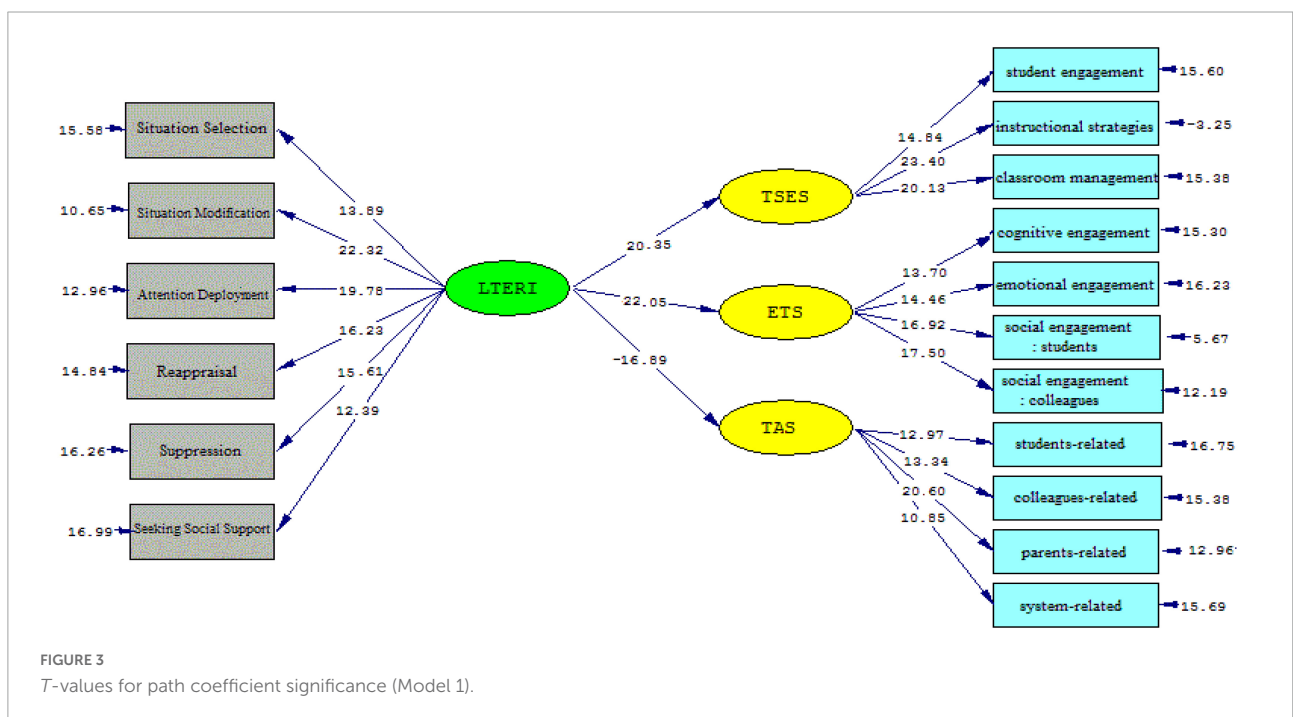 15.58
Situation Selection
10.65
Situation Modification
12.96
Attention Deployment
14.84
Reappraisal
16.26
Suppression
16.99
Seeking Social Support
13.89
22.32
19.78
16.23
15.61
12.39
LTERI
20.35
22.05
-16.89
TSES
ETS
TAS
14.84
23.40
20.13
13.70
14.46
16.92
17.50
12.97
13.34
20.60
10.85
student engagement
15.60
instructional strategies
-3.25
classroom management
15.38
cognitive engagement
15.30
emotional engagement
16.23
social engagement
: students
5.67
social engagement
: colleagues
12.19
students-related
16.75
colleagues-related
15.38
parents-related
12.96
system-related
15.69
FIGURE 3
T-values for path coefficient significance (Model 1).